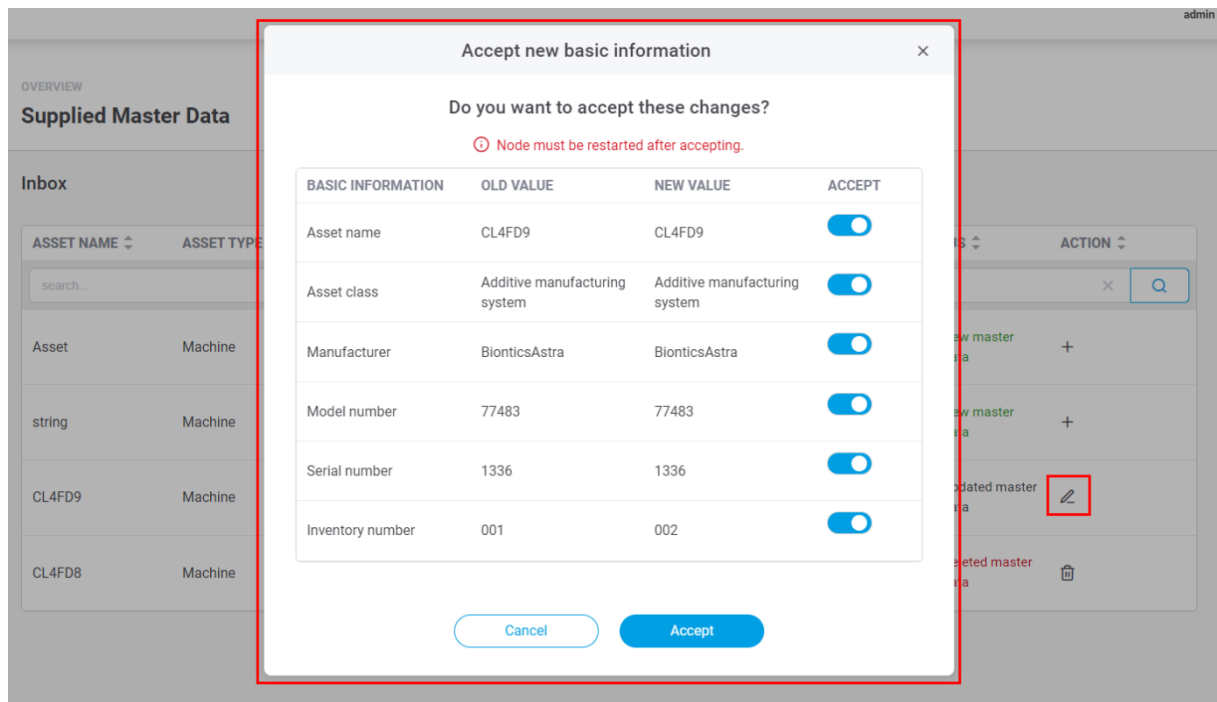 admin
OVERVIEW
Supplied Master Data
Inbox
ASSET NAME ASSET TYPE ACTION
search...
Asset Machine
string Machine
CL4FD9 Machine master
CL4FD8 Machine master
Accept new basic information
Do you want to accept these changes?
Node must be restarted after accepting.
BASIC INFORMATION OLD VALUE NEW VALUE ACCEPT
Asset name CL4FD9 CL4FD9
Asset class Additive manufacturing system Additive manufacturing system
Manufacturer BionticsAstra BionticsAstra
Model number 77483 77483
Serial number 1336 1336
Inventory number 001 002
Cancel Accept